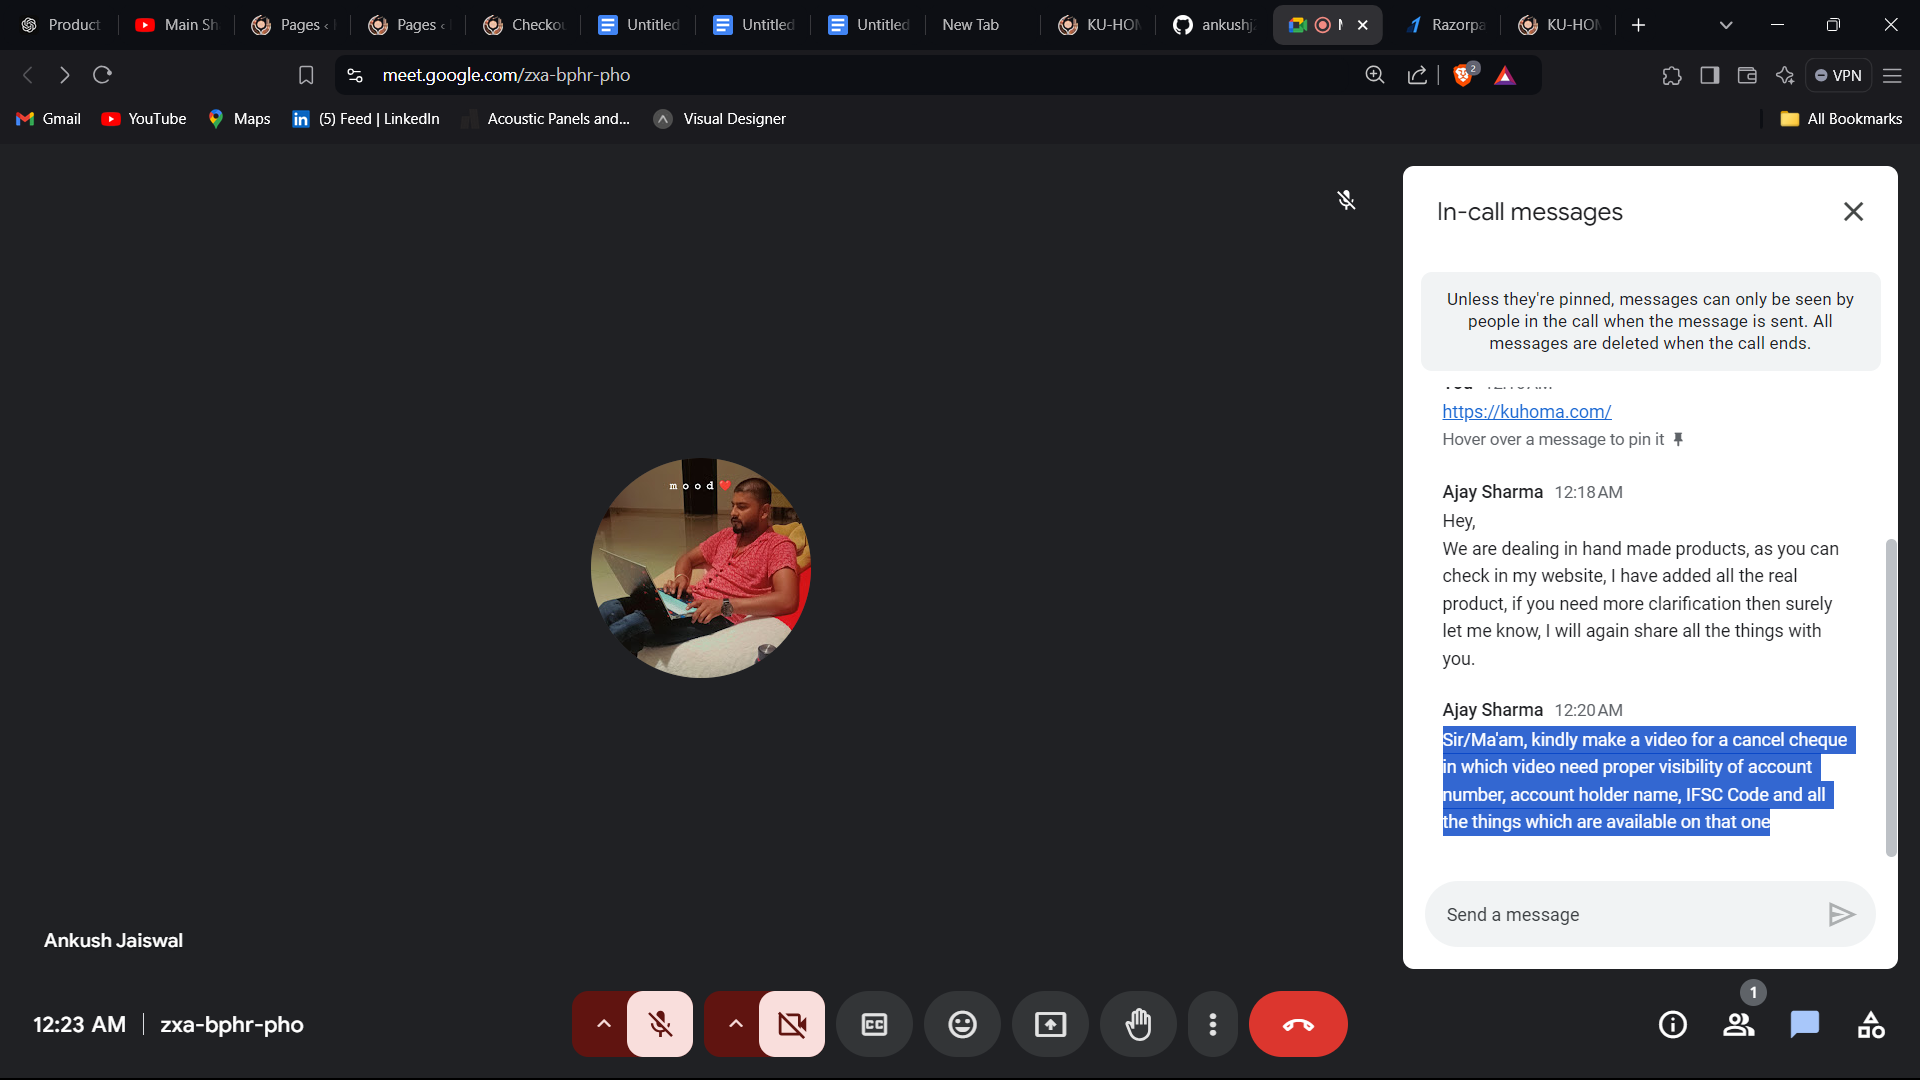 Product
Main Sh
Pages ‹
Pages ‹
Checkou
Untitled
Untitled
Untitled
New Tab
KU-HOM
ankushj
Razorpa
KU-HOM
meet.google.com/zxa-bphr-pho
2
VPN
Gmail
YouTube
Maps
(5) Feed | LinkedIn
Acoustic Panels and...
Visual Designer
All Bookmarks
In-call messages
Unless they're pinned, messages can only be seen by
people in the call when the message is sent. All
messages are deleted when the call ends.
https://kuhoma.com/
Hover over a message to pin it
Ajay Sharma 12:18 AM
Hey,
We are dealing in hand made products, as you can
check in my website, I have added all the real
product, if you need more clarification then surely
let me know, I will again share all the things with
you.
Ajay Sharma 12:20 AM
Sir/Ma'am, kindly make a video for a cancel cheque
in which video need proper visibility of account
number, account holder name, IFSC Code and all
the things which are available on that one
Send a message
mood
Ankush Jaiswal
12:23 AM | zxa-bphr-pho
CC
1